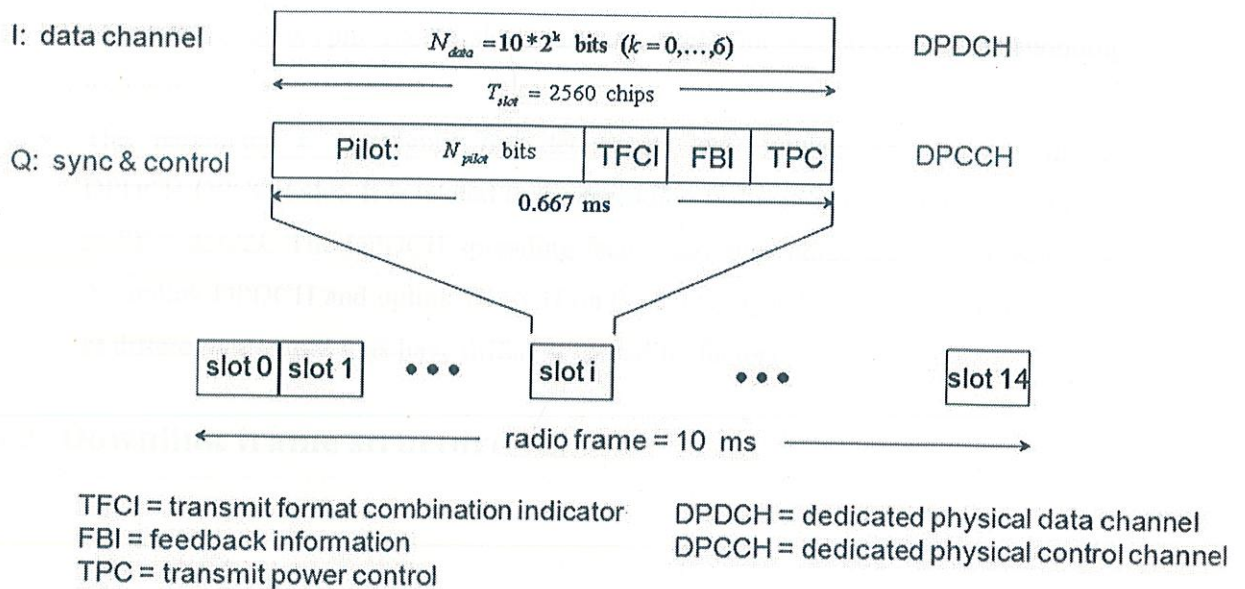 I: data channel
N_data =10*2^k bits (k=0,...,6)
DPDCH
T_slot = 2560 chips
Q: sync & control
Pilot: N_pilot bits
TFCI
FBI
TPC
DPCCH
0.667 ms
slot 0
slot 1
•••
slot i
•••
slot 14
radio frame = 10 ms
TFCI = transmit format combination indicator
FBI = feedback information
TPC = transmit power control
DPDCH = dedicated physical data channel
DPCCH = dedicated physical control channel